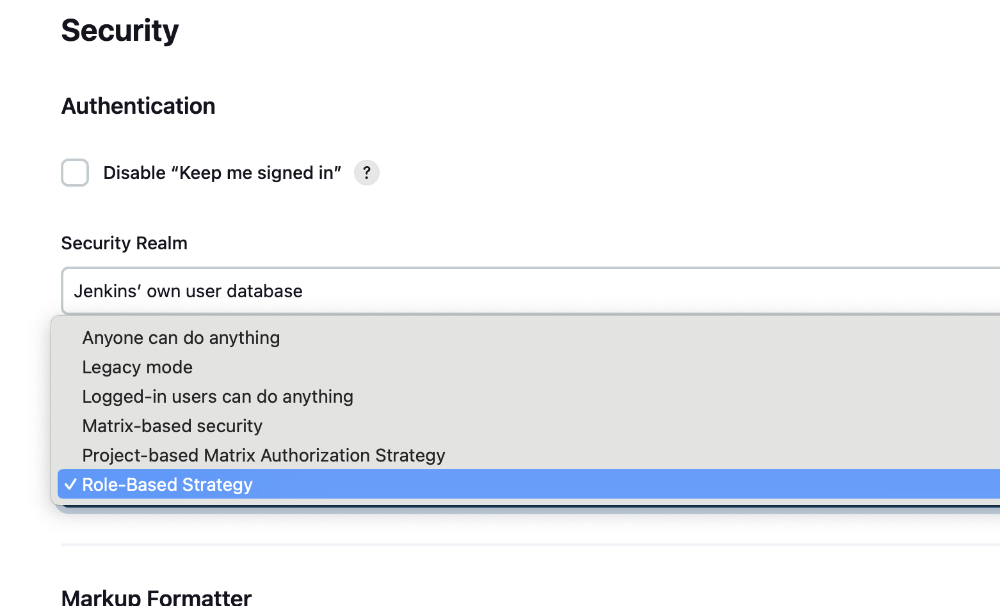 Security
Authentication
Disable “Keep me signed in”
?
Security Realm
Jenkins’ own user database
Anyone can do anything
Legacy mode
Logged-in users can do anything
Matrix-based security
Project-based Matrix Authorization Strategy
✓ Role-Based Strategy
Markup Formatter